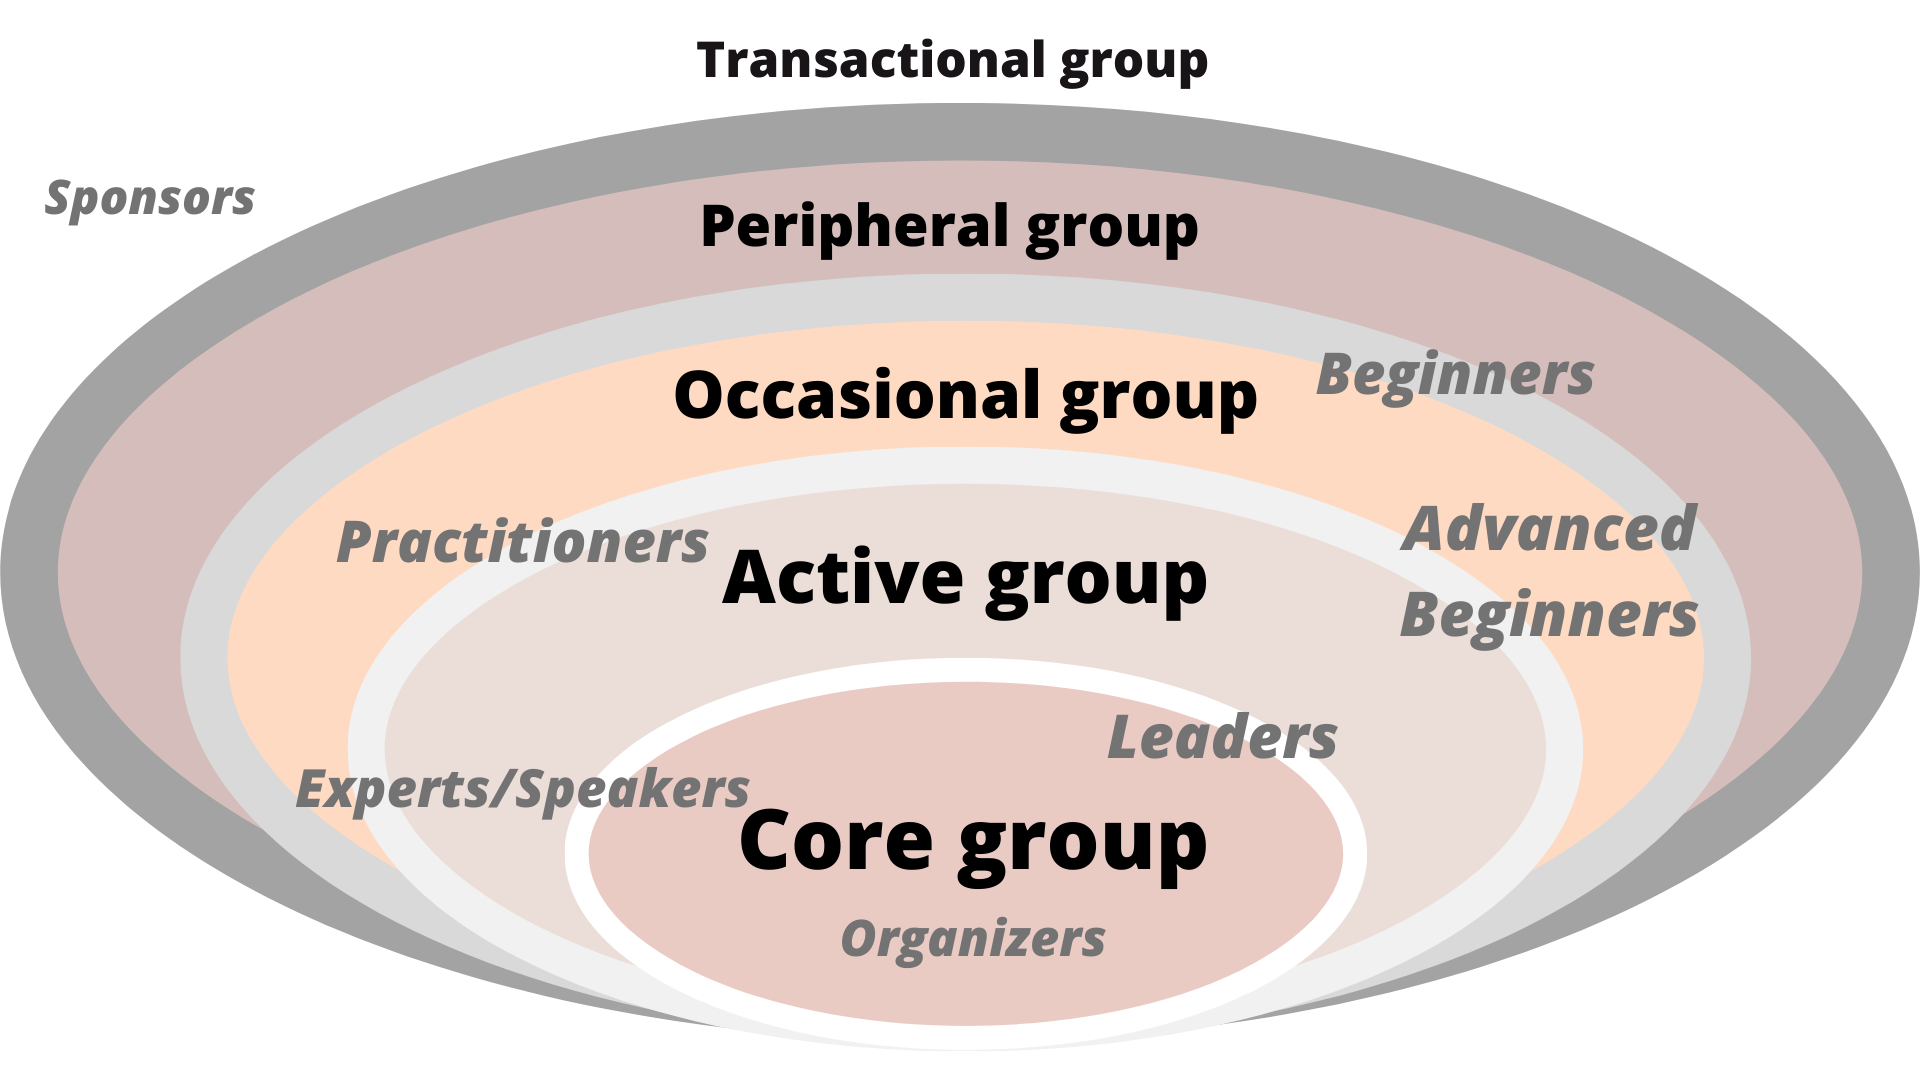 Transactional group
Sponsors
Peripheral group
Beginners
Occasional group
Advanced
Beginners
Practitioners
Active group
Leaders
Experts/Speakers
Core group
Organizers